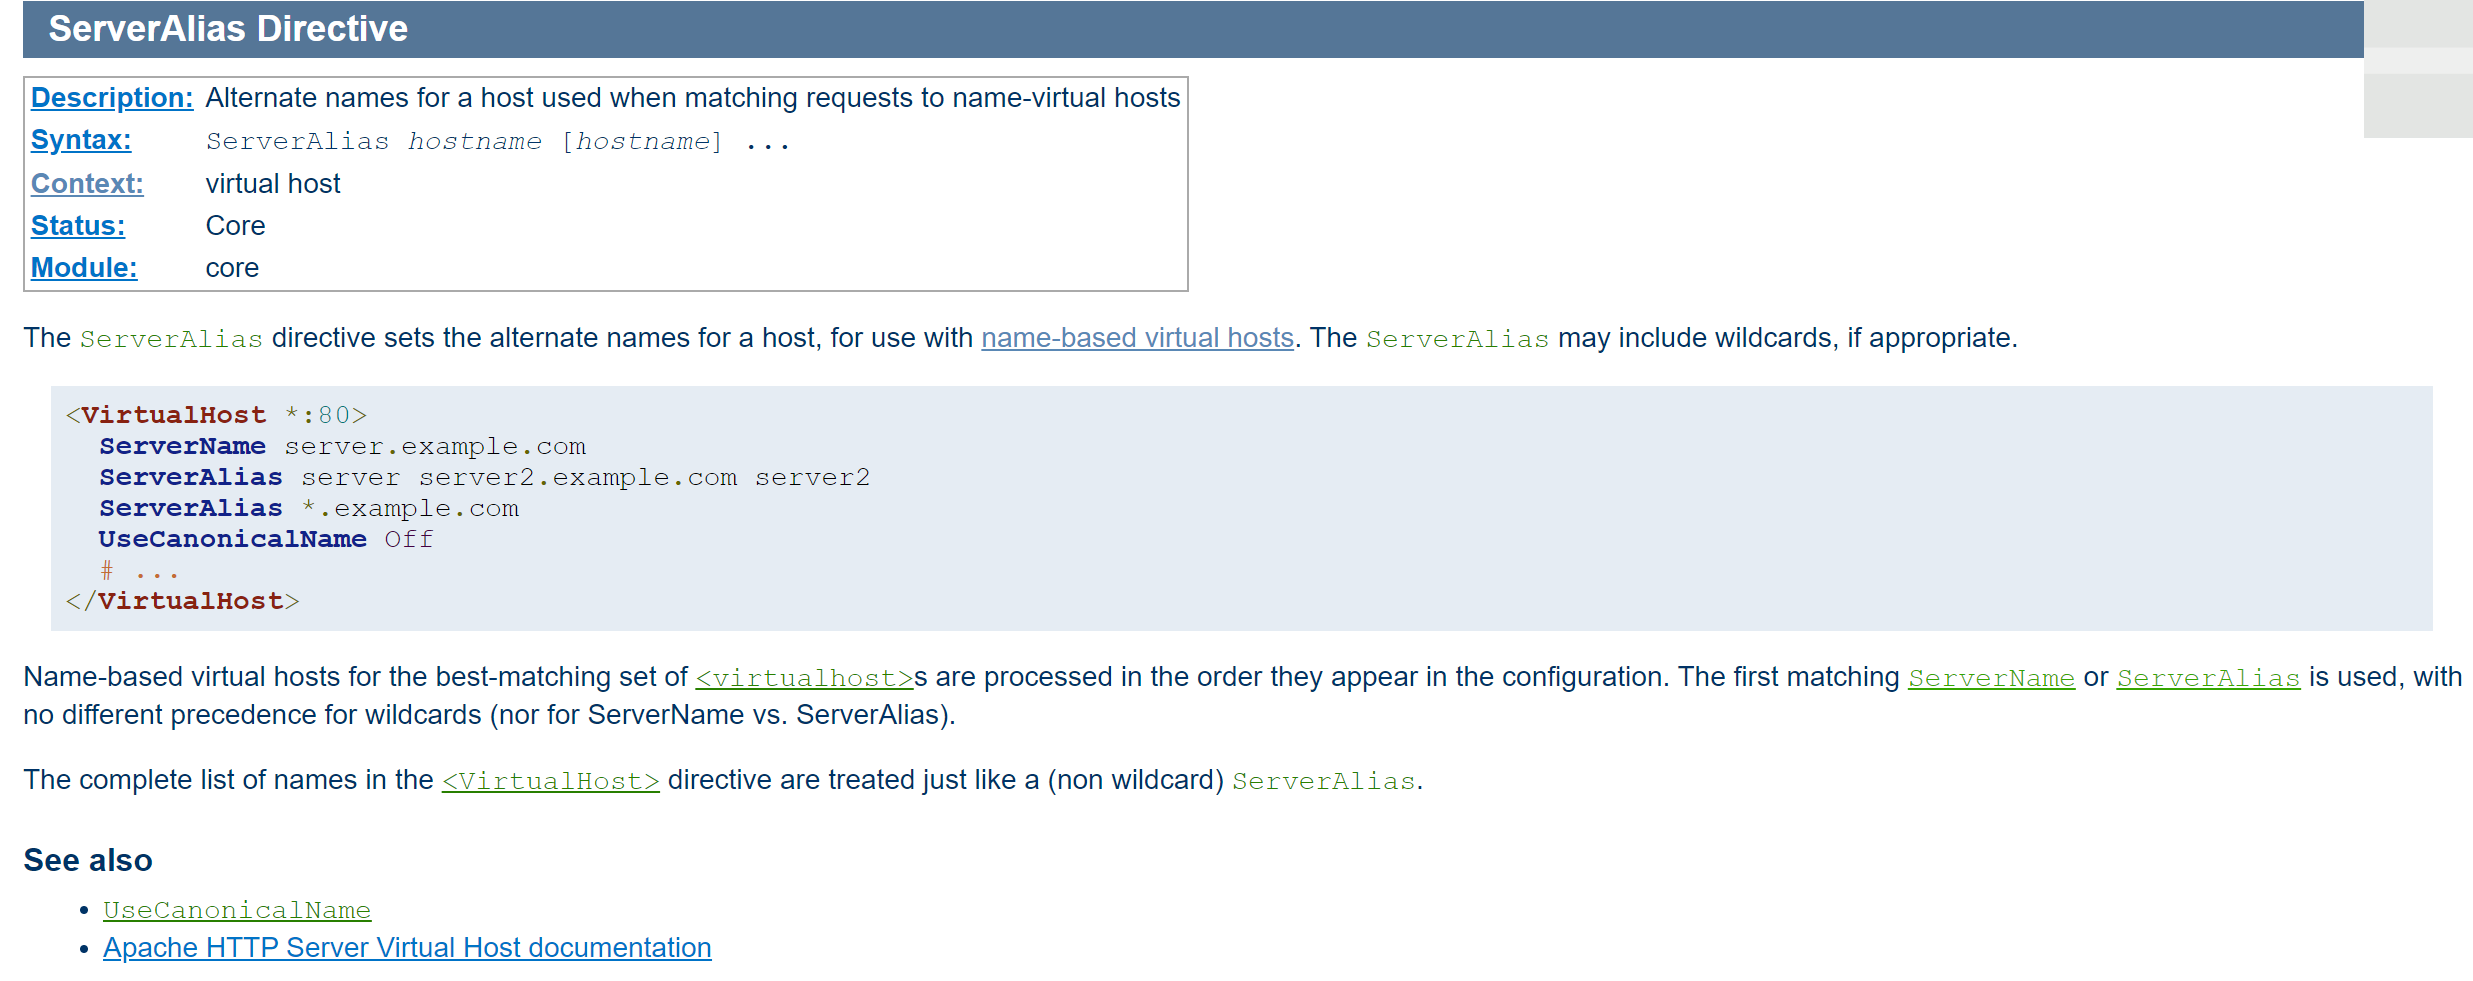 ServerAlias Directive
Description: Alternate names for a host used when matching requests to name-virtual hosts
Syntax: ServerAlias hostname [hostname] ...
Context: virtual host
Status: Core
Module: core
The ServerAlias directive sets the alternate names for a host, for use with name-based virtual hosts. The ServerAlias may include wildcards, if appropriate.
<VirtualHost *:80>
  ServerName server.example.com
  ServerAlias server server2.example.com server2
  ServerAlias *.example.com
  UseCanonicalName Off
  # ...
</VirtualHost>
Name-based virtual hosts for the best-matching set of <virtualhost>s are processed in the order they appear in the configuration. The first matching ServerName or ServerAlias is used, with
no different precedence for wildcards (nor for ServerName vs. ServerAlias).
The complete list of names in the <VirtualHost> directive are treated just like a (non wildcard) ServerAlias.
See also
• UseCanonicalName
• Apache HTTP Server Virtual Host documentation